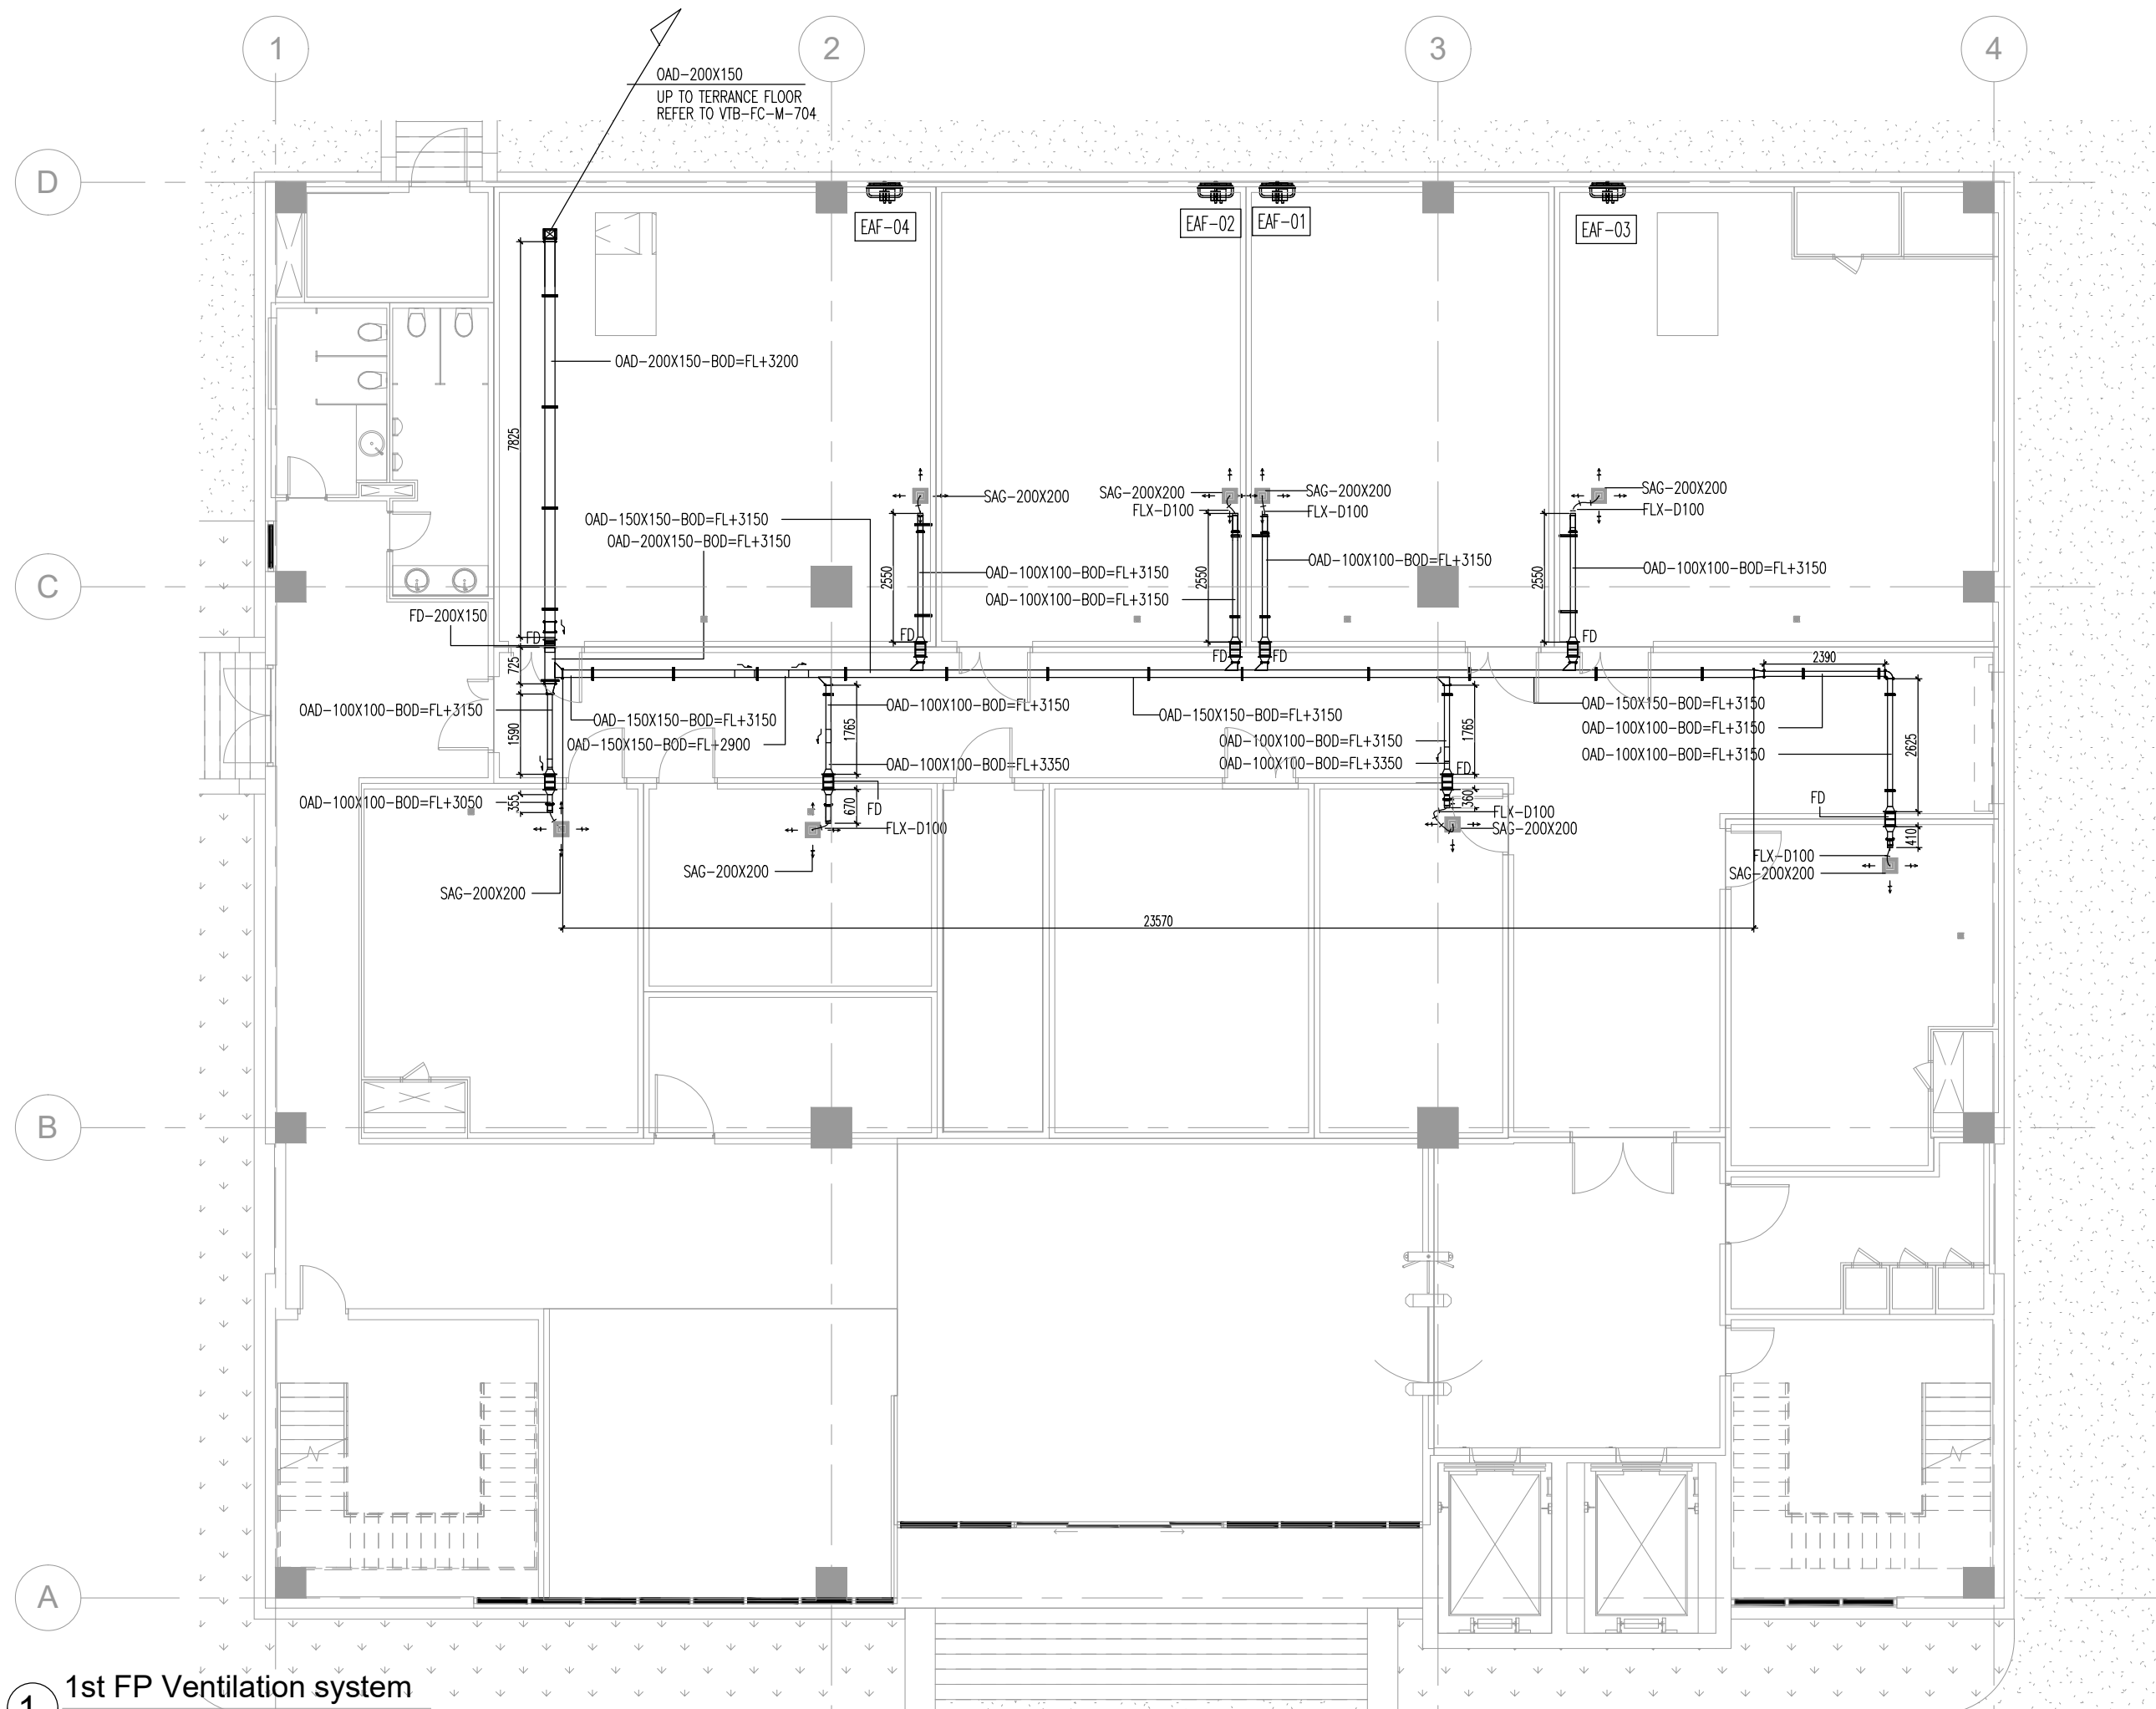 1
2
3
4
OAD-200X150
UP TO TERRANCE FLOOR
REFER TO VTB-FC-M-704
D
EAF-04
EAF-02
EAF-01
EAF-03
OAD-200X150-BOD=FL+3200
7825
SAG-200X200
SAG-200X200
SAG-200X200
SAG-200X200
FLX-D100
FLX-D100
FLX-D100
OAD-150X150-BOD=FL+3150
OAD-200X150-BOD=FL+3150
2550
2550
2550
OAD-100X100-BOD=FL+3150
OAD-100X100-BOD=FL+3150
OAD-100X100-BOD=FL+3150
OAD-100X100-BOD=FL+3150
C
FD-200X150
FD
FD
FD
FD
FD
725
2390
OAD-100X100-BOD=FL+3150
1590
OAD-150X150-BOD=FL+3150
OAD-150X150-BOD=FL+2900
1765
OAD-100X100-BOD=FL+3150
OAD-100X100-BOD=FL+3350
OAD-150X150-BOD=FL+3150
OAD-100X100-BOD=FL+3150
OAD-100X100-BOD=FL+3350
1765
FD
OAD-150X150-BOD=FL+3150
OAD-100X100-BOD=FL+3150
OAD-100X100-BOD=FL+3150
2625
OAD-100X100-BOD=FL+3050
355
670
FD
FLX-D100
360
FLX-D100
SAG-200X200
FD
410
FLX-D100
SAG-200X200
SAG-200X200
SAG-200X200
23570
B
A
1
1st FP Ventilation system